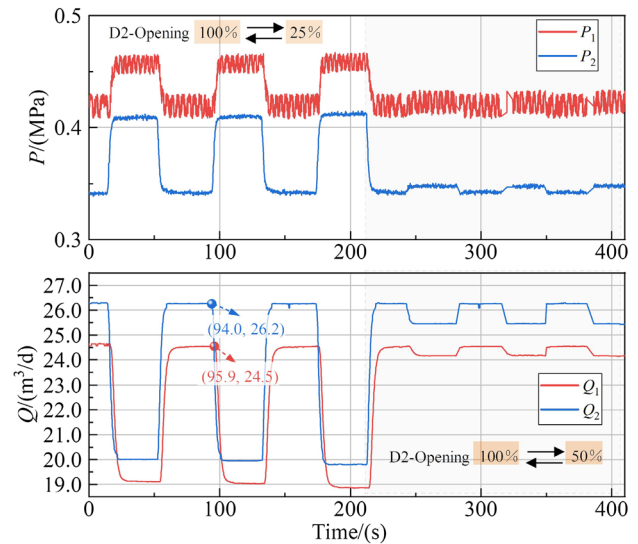 0.5
D2-Opening 100% 25%
P₁
P₂
0.4
P/(MPa)
0.3
0 100 200 300 400
27.0
26.0
(94.0, 26.2)
25.0
24.0
(95.9, 24.5)
23.0
Q/(m³/d)
22.0
Q₁
Q₂
21.0
20.0
D2-Opening 100% 50%
19.0
0 100 200 300 400
Time/(s)